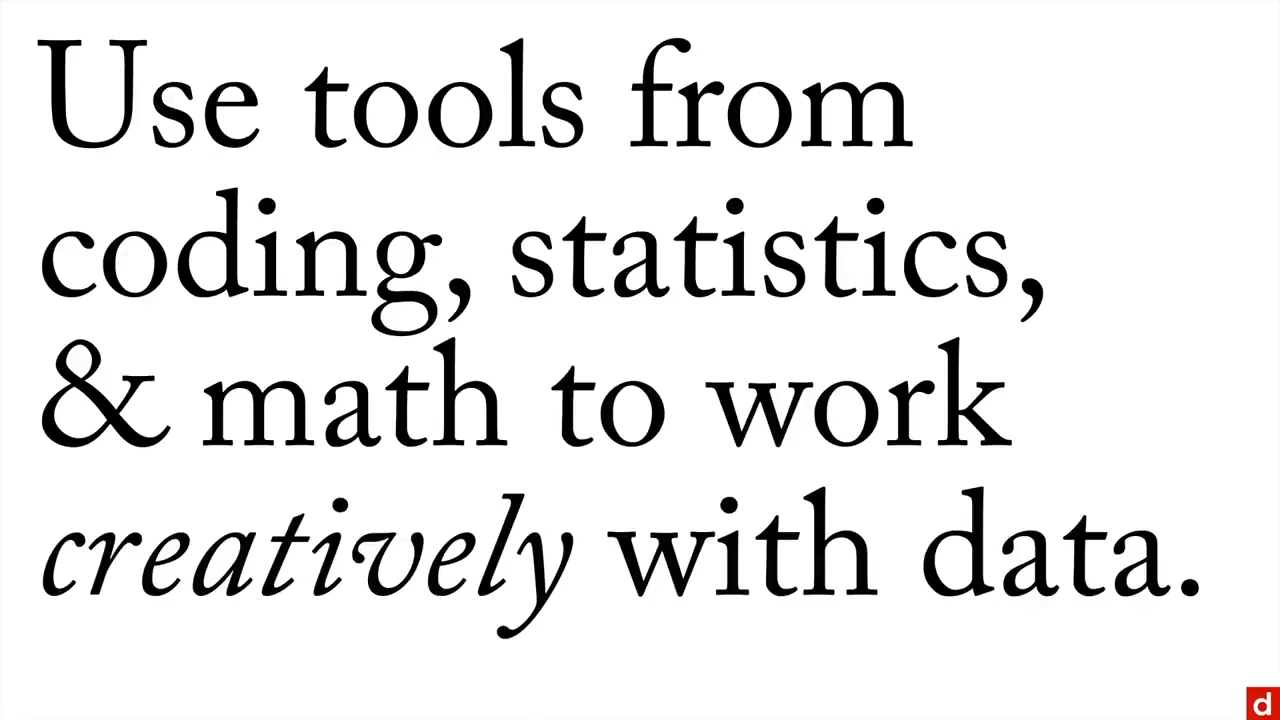 Use tools from
coding, statistics,
& math to work
creatively with data.
d